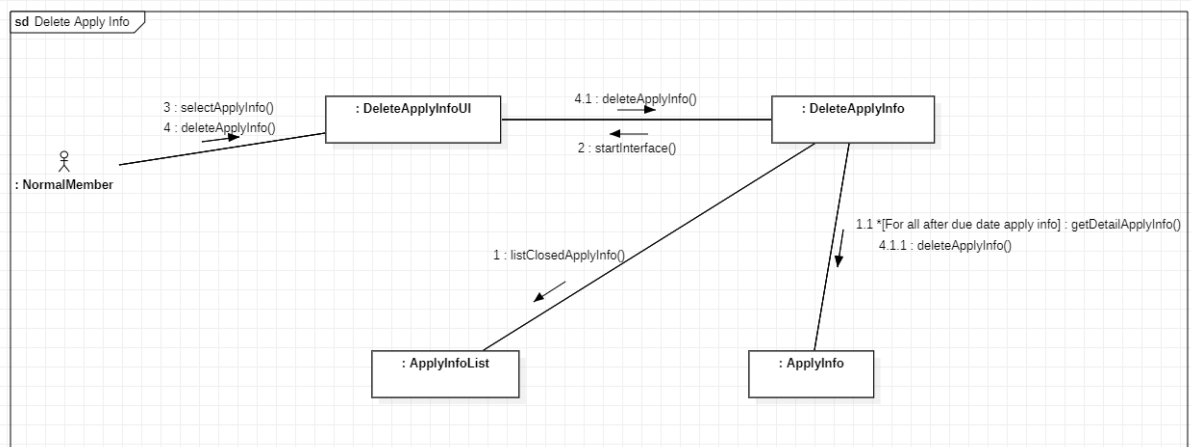 sd Delete Apply Info
3 : selectApplyInfo()
4 : deleteApplyInfo()
: NormalMember
: DeleteApplyInfoUI
4.1 : deleteApplyInfo()
2 : startInterface()
: DeleteApplyInfo
1 : listClosedApplyInfo()
1.1 *[For all after due date apply info] : getDetailApplyInfo()
4.1.1 : deleteApplyInfo()
: ApplyInfoList
: ApplyInfo